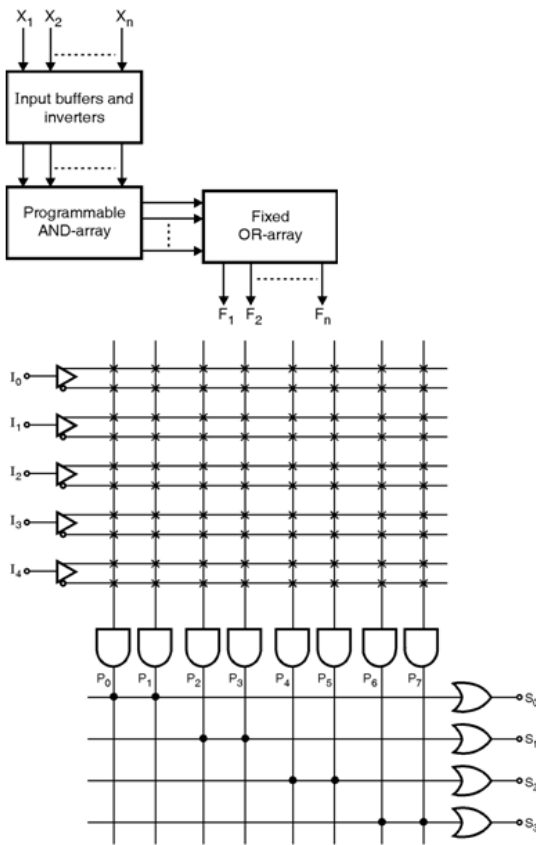 X1 X2 Xn
Input buffers and
inverters
Programmable
AND-array
Fixed
OR-array
F1 F2 Fn
I0
I1
I2
I3
I4
P0 P1 P2 P3 P4 P5 P6 P7
S0
S1
S2
S3